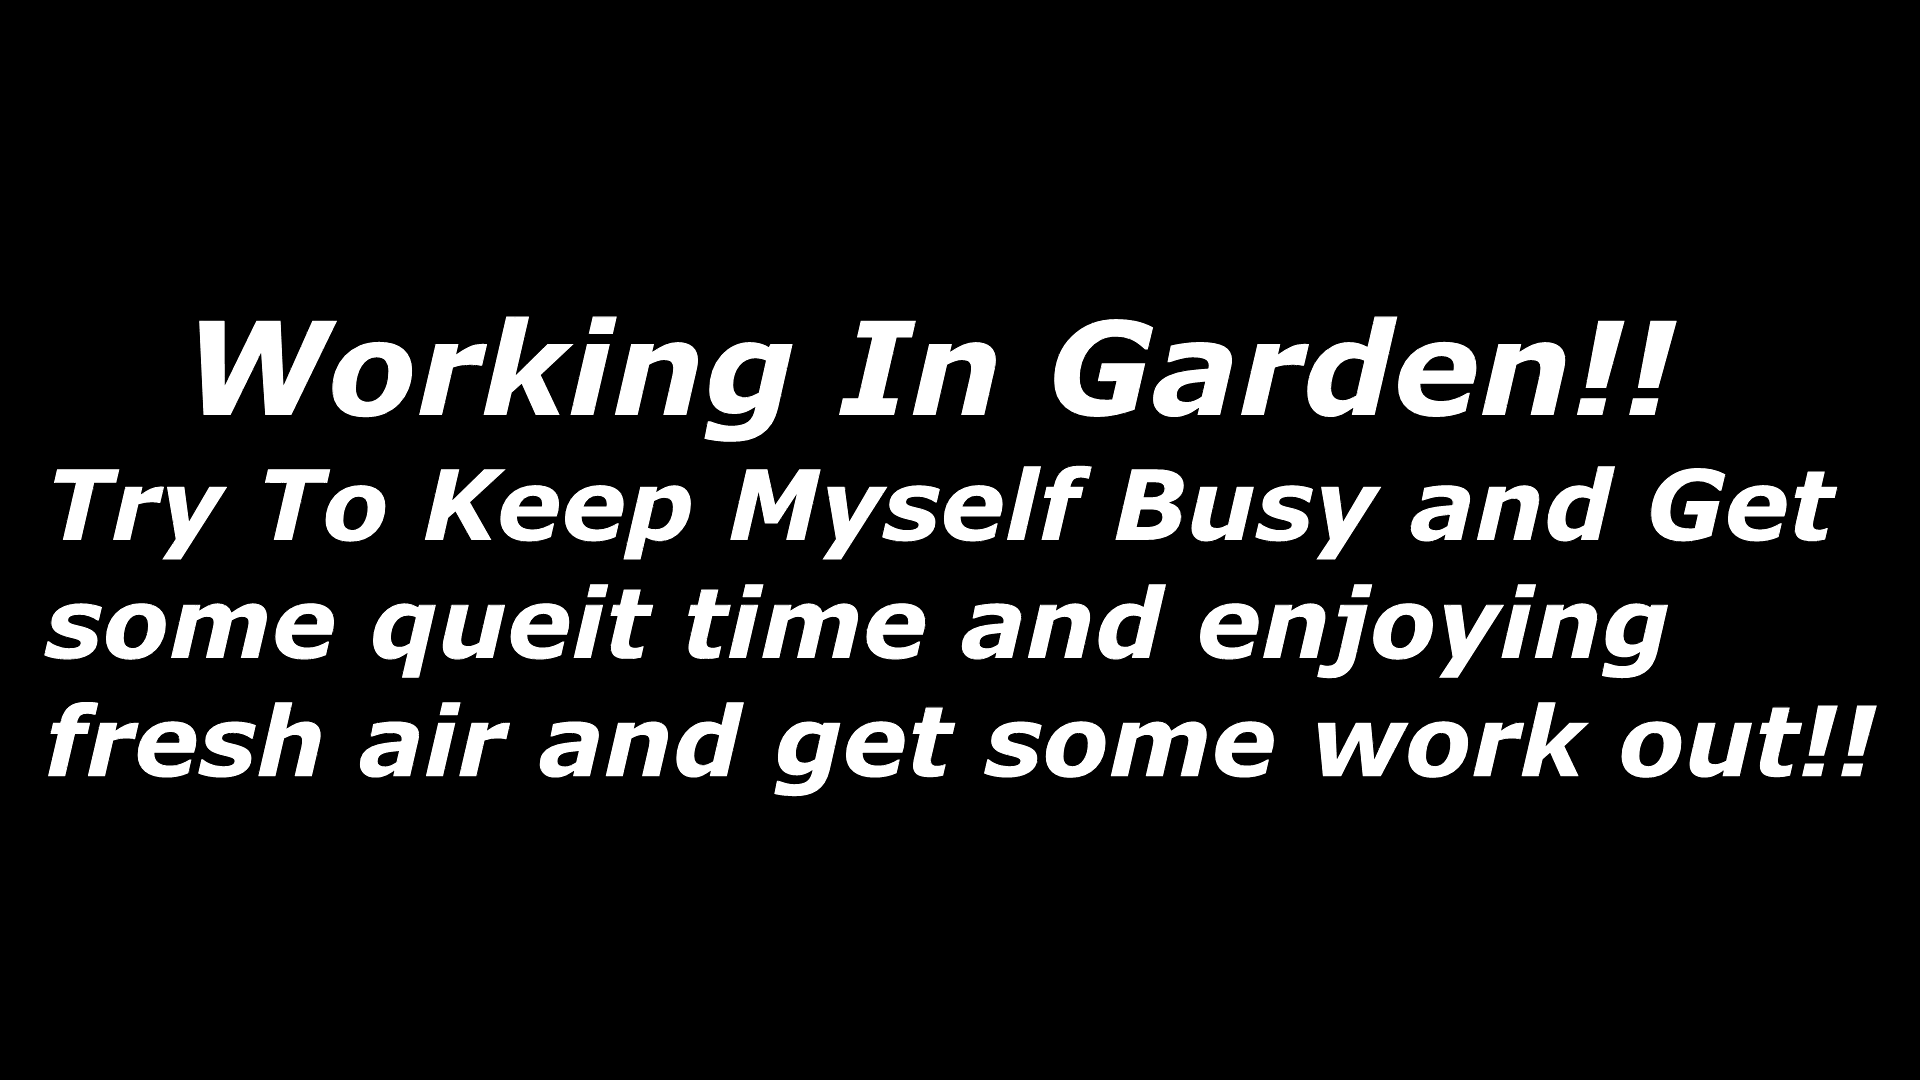 Working In Garden!!
Try To Keep Myself Busy and Get
some queit time and enjoying
fresh air and get some work out!!